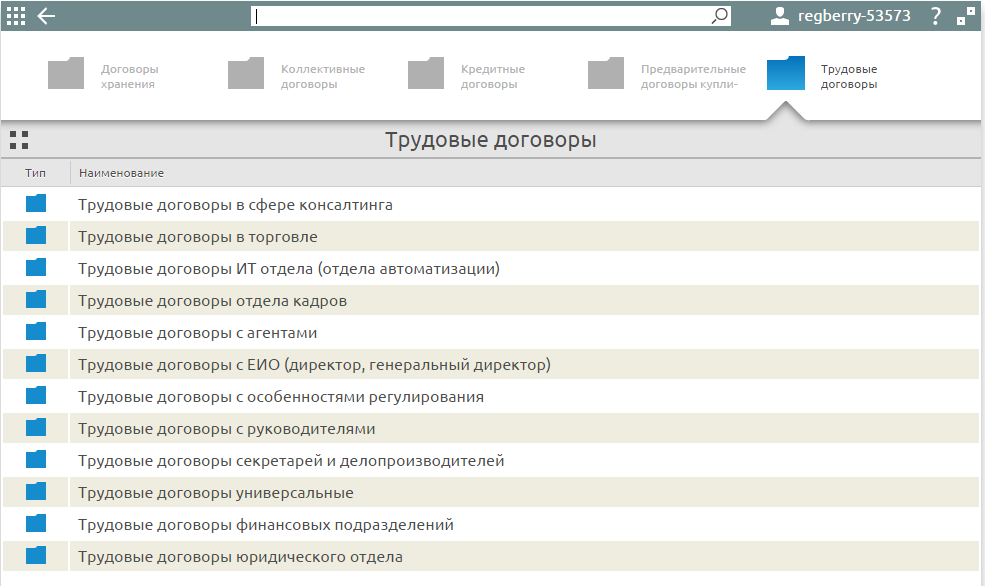 regberry-53573 ?
Договоры
хранения
Коллективные
договоры
Кредитные
договоры
Предварительные
договоры купли-
Трудовые
договоры
Трудовые договоры
Тип Наименование
Трудовые договоры в сфере консалтинга
Трудовые договоры в торговле
Трудовые договоры ИТ отдела (отдела автоматизации)
Трудовые договоры отдела кадров
Трудовые договоры с агентами
Трудовые договоры с ЕИО (директор, генеральный директор)
Трудовые договоры с особенностями регулирования
Трудовые договоры с руководителями
Трудовые договоры секретарей и делопроизводителей
Трудовые договоры универсальные
Трудовые договоры финансовых подразделений
Трудовые договоры юридического отдела